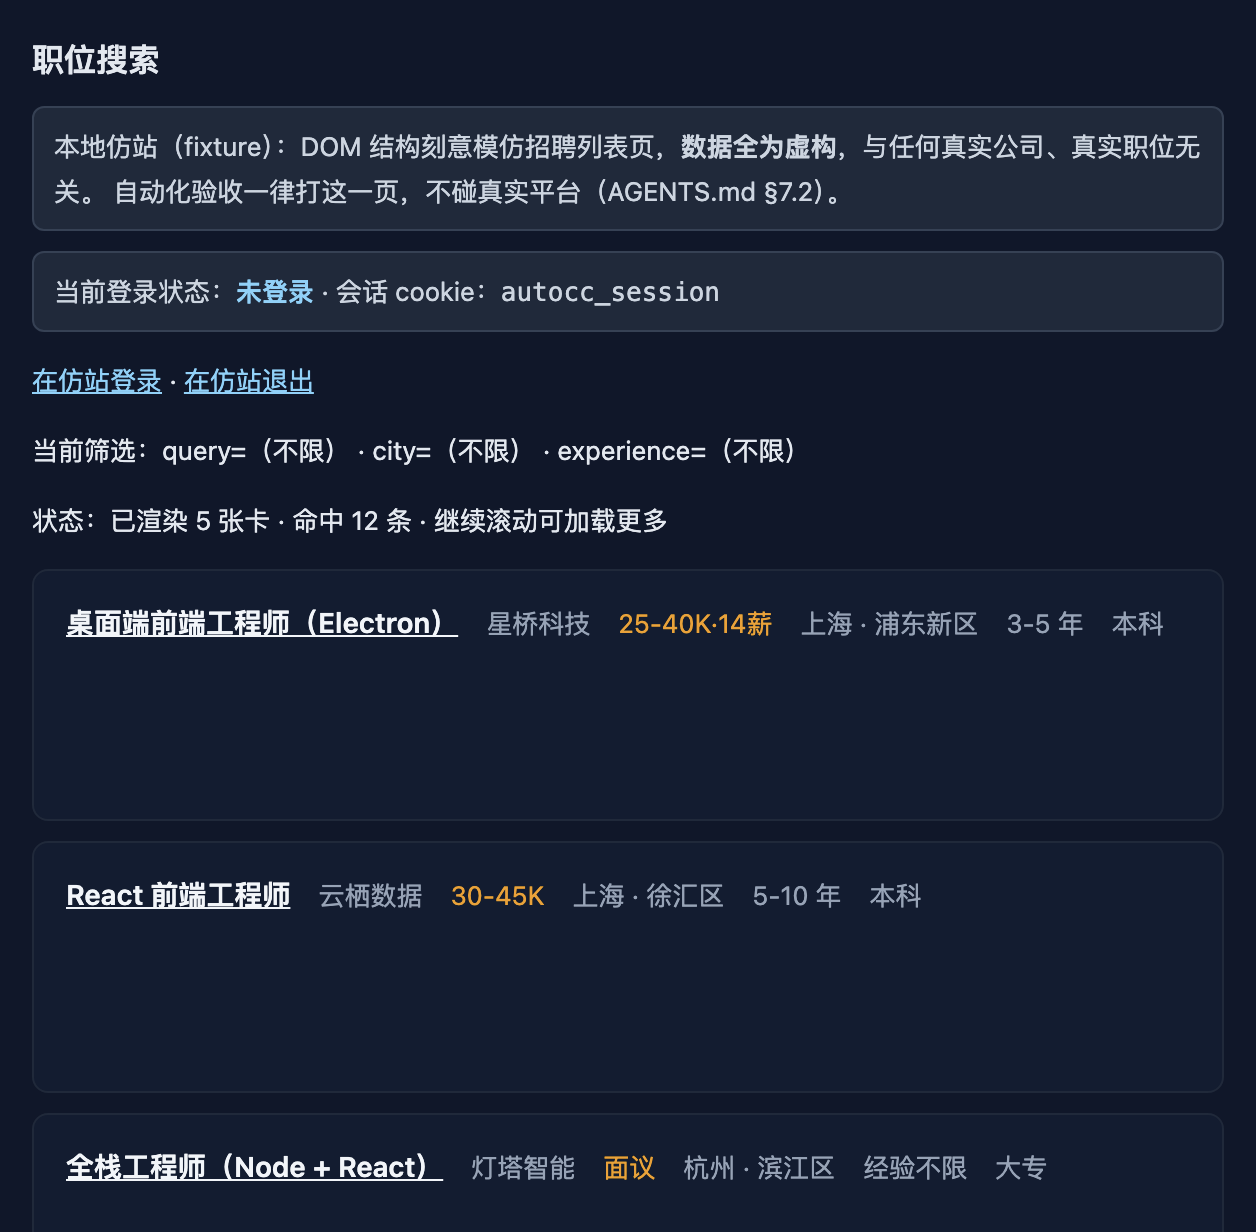 职位搜索
本地仿站（fixture）：DOM 结构刻意模仿招聘列表页，数据全为虚构，与任何真实公司、真实职位无
关。 自动化验收一律打这一页，不碰真实平台（AGENTS.md §7.2）。
当前登录状态：未登录 · 会话 cookie：autocc_session
在仿站登录 · 在仿站退出
当前筛选：query=（不限） · city=（不限） · experience=（不限）
状态：已渲染 5 张卡 · 命中 12 条 · 继续滚动可加载更多
桌面端前端工程师（Electron） 星桥科技 25-40K·14薪 上海 · 浦东新区 3-5 年 本科
React 前端工程师 云栖数据 30-45K 上海 · 徐汇区 5-10 年 本科
全栈工程师（Node + React） 灯塔智能 面议 杭州 · 滨江区 经验不限 大专